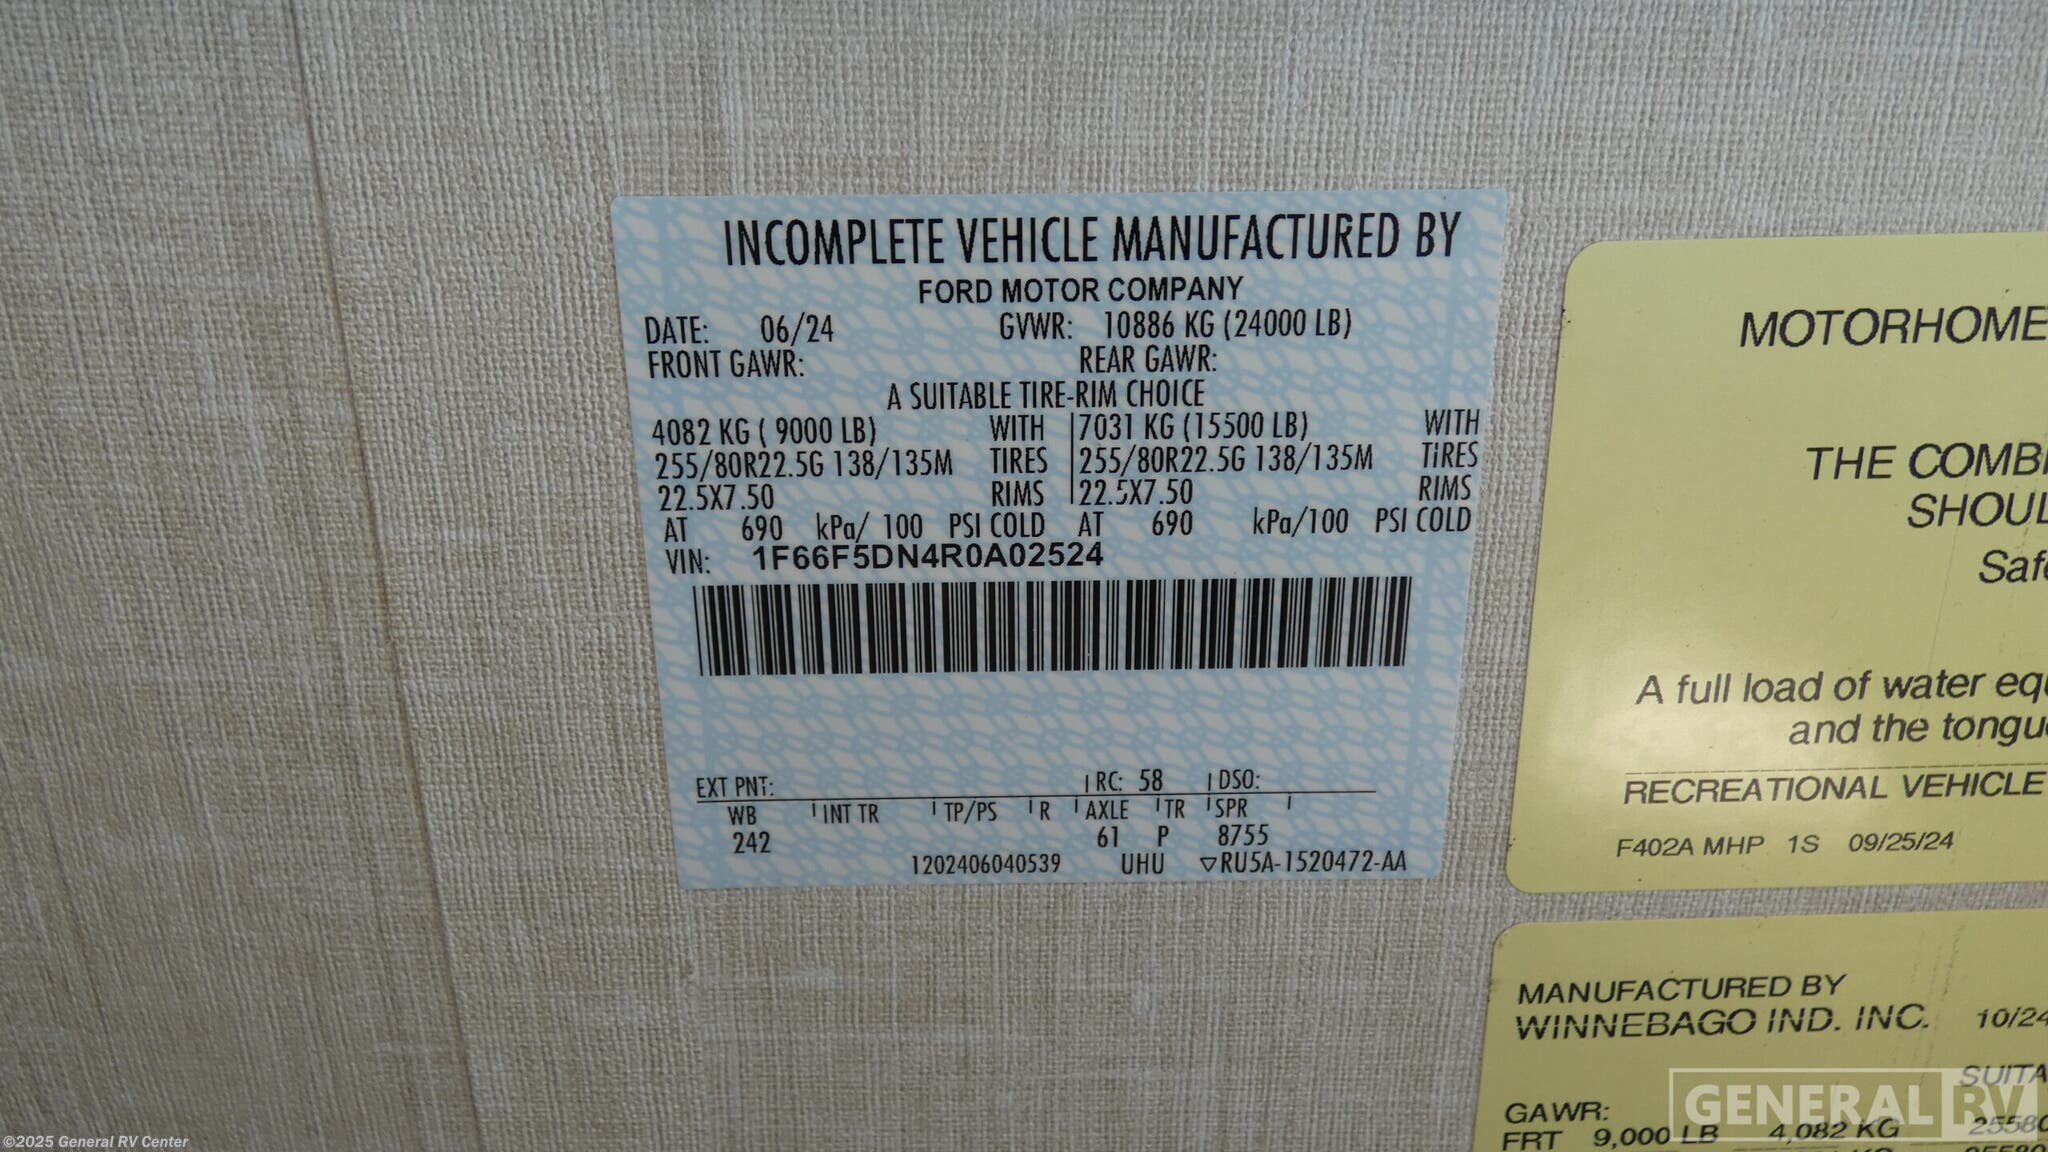 INCOMPLETE VEHICLE MANUFACTURED BY
FORD MOTOR COMPANY
DATE: 06/24 GVWR: 10886 KG (24000 LB)
FRONT GAWR: REAR GAWR:
A SUITABLE TIRE-RIM CHOICE
4082 KG ( 9000 LB) WITH 7031 KG (15500 LB) WITH
255/80R22.5G 138/135M TIRES 255/80R22.5G 138/135M TIRES
22.5X7.50 RIMS 22.5X7.50 RIMS
AT 690 kPa/ 100 PSI COLD AT 690 kPa/100 PSI COLD
VIN: 1F66F5DN4R0A02524
EXT PNT: RC: 58 DSO:
WB INT TR TP/PS R AXLE TR SPR
242 61 P 8755
1202406040539 UHU ▽RU5A-1520472-AA
MOTORHOME
THE COMB
SHOUL
Safe
A full load of water equ
and the tongu
RECREATIONAL VEHICLE
F402A MHP 1S 09/25/24
MANUFACTURED BY
WINNEBAGO IND. INC. 10/24
SUITA
GAWR:
FRT 9,000 LB 4,082 KG 25580
GENERAL RV
©2025 General RV Center